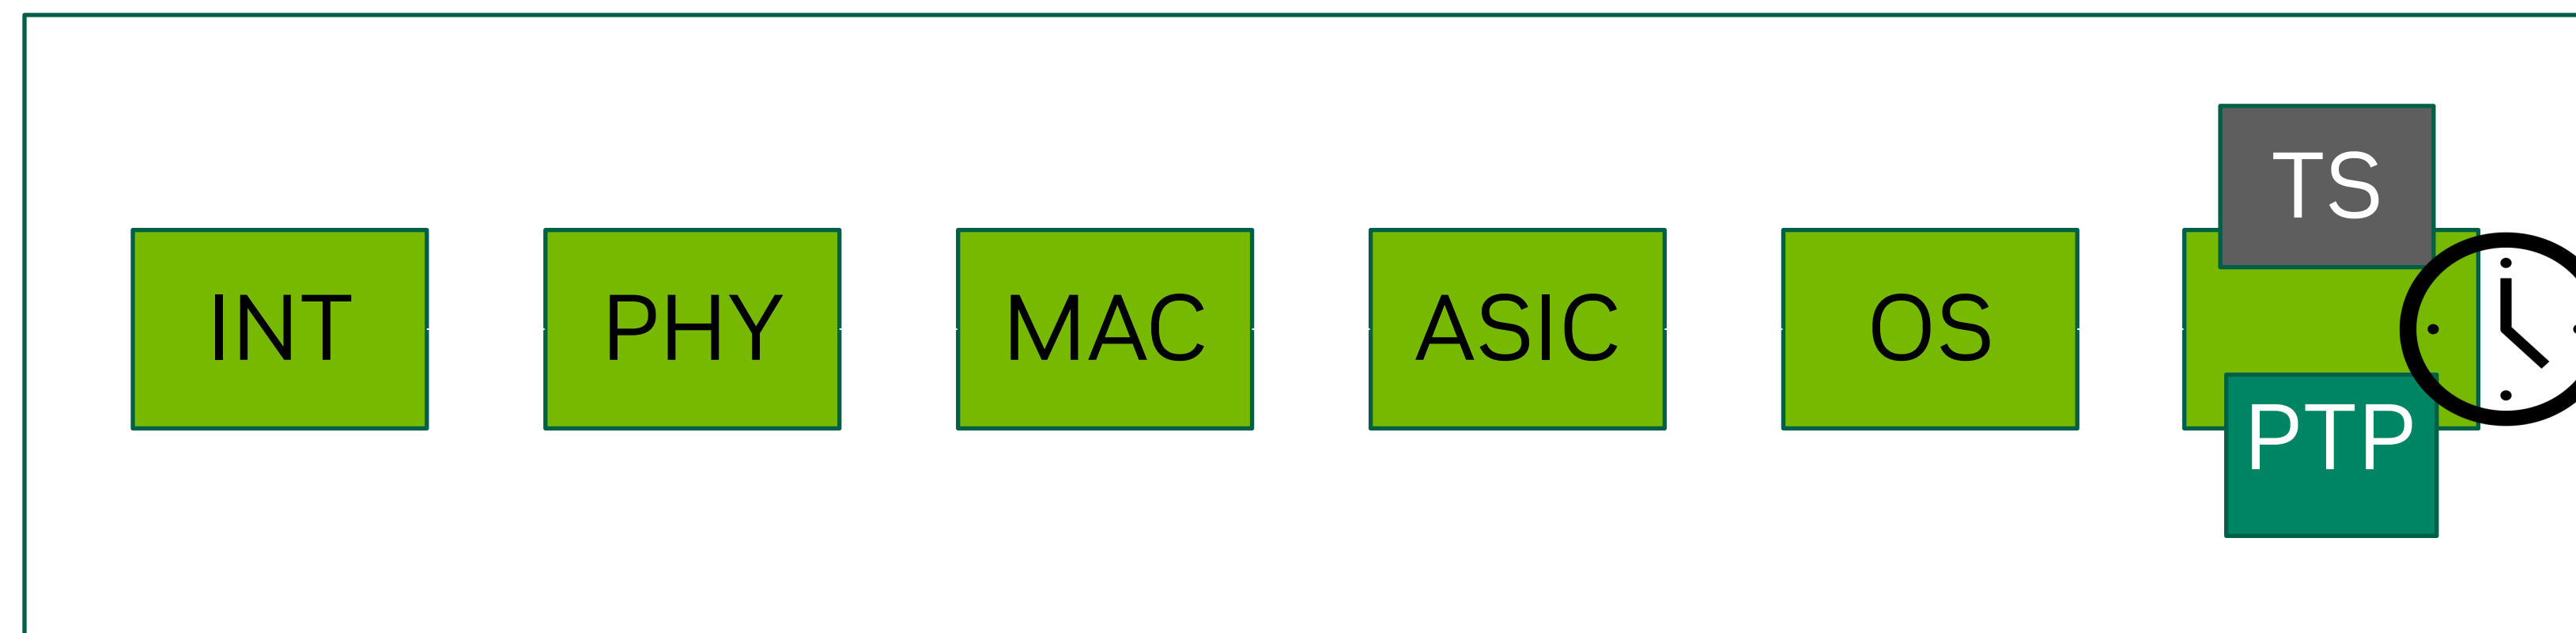 INT
PHY
MAC
ASIC
OS
TS
PTP